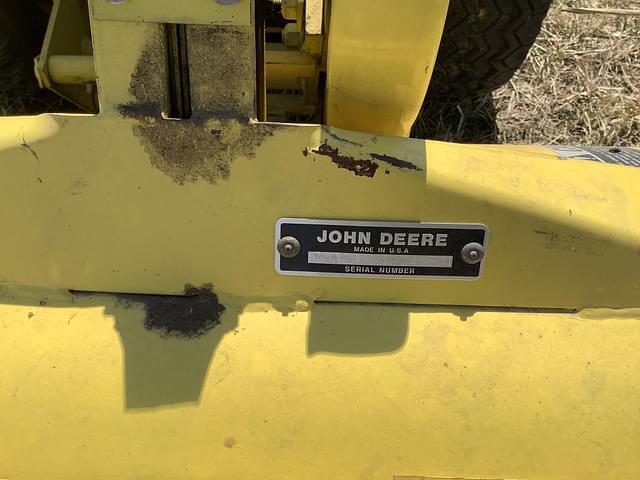 JOHN DEERE
MADE IN U.S.A.
SERIAL NUMBER